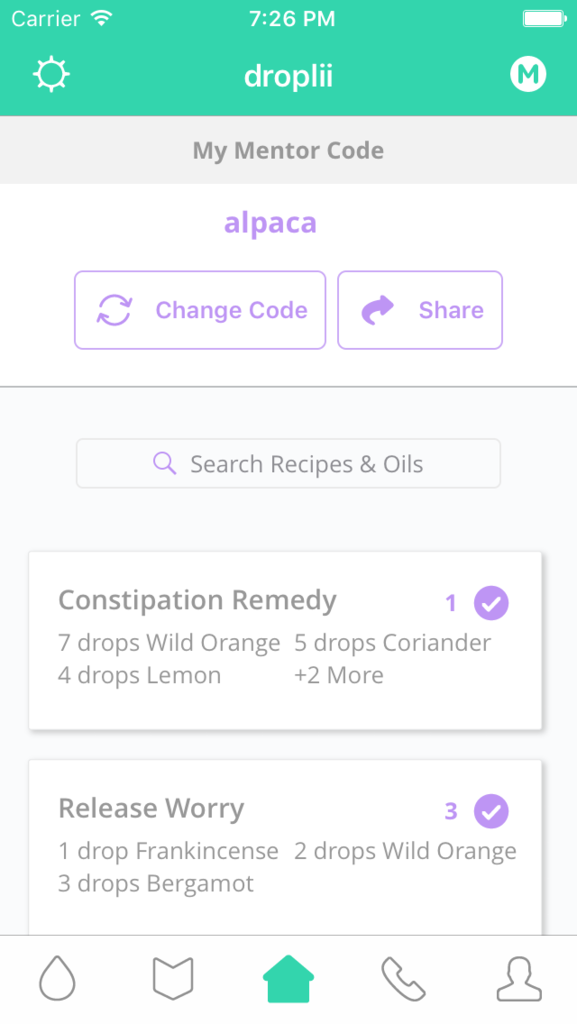 Carrier 7:26 PM
droplii M
My Mentor Code
alpaca
Change Code Share
Search Recipes & Oils
Constipation Remedy 1
7 drops Wild Orange 5 drops Coriander
4 drops Lemon +2 More
Release Worry 3
1 drop Frankincense 2 drops Wild Orange
3 drops Bergamot